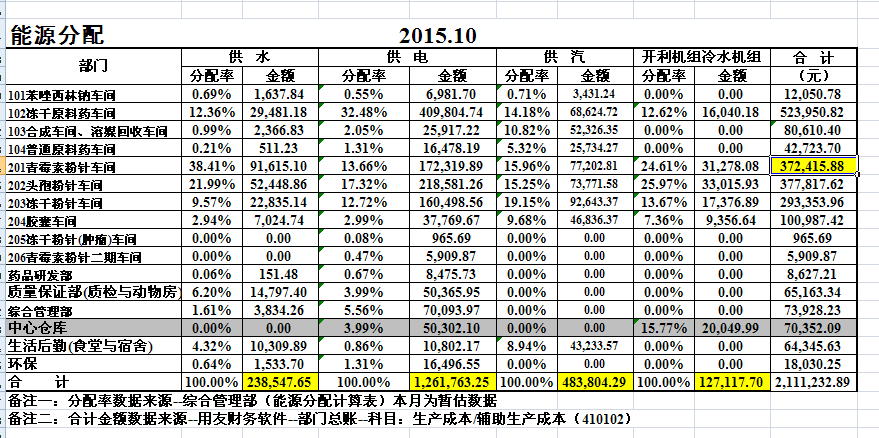 能源分配 2015.10
部门 供 水 供 电 供 汽 开利机组冷水机组 合 计
分配率 金额 分配率 金额 分配率 金额 分配率 金额 （元）
101苯唑西林钠车间 0.69% 1,637.84 0.55% 6,981.70 0.71% 3,431.24 0.00% 0.00 12,050.78
102冻干原料药车间 12.36% 29,481.18 32.48% 409,804.74 14.18% 68,624.72 12.62% 16,040.18 523,950.82
103合成车间、溶媒回收车间 0.99% 2,366.83 2.05% 25,917.22 10.82% 52,326.35 0.00% 0.00 80,610.40
104普通原料药车间 0.21% 511.23 1.31% 16,478.19 5.32% 25,734.27 0.00% 0.00 42,723.70
201青霉素粉针车间 38.41% 91,615.10 13.66% 172,319.89 15.96% 77,202.81 24.61% 31,278.08 372,415.88
202头孢粉针车间 21.99% 52,448.86 17.32% 218,581.26 15.25% 73,771.58 25.97% 33,015.93 377,817.62
203冻干粉针车间 9.57% 22,835.14 12.72% 160,498.56 19.15% 92,643.37 13.67% 17,376.89 293,353.96
204胶囊车间 2.94% 7,024.74 2.99% 37,769.67 9.68% 46,836.37 7.36% 9,356.64 100,987.42
205冻干粉针(肿瘤)车间 0.00% 0.00 0.08% 965.69 0.00% 0.00 0.00% 0.00 965.69
206青霉素粉针二期车间 0.00% 0.00 0.47% 5,909.87 0.00% 0.00 0.00% 0.00 5,909.87
药品研发部 0.06% 151.48 0.67% 8,475.73 0.00% 0.00 0.00% 0.00 8,627.21
质量保证部(质检与动物房) 6.20% 14,797.40 3.99% 50,365.95 0.00% 0.00 0.00% 0.00 65,163.34
综合管理部 1.61% 3,834.26 5.56% 70,093.97 0.00% 0.00 0.00% 0.00 73,928.23
中心仓库 0.00% 0.00 3.99% 50,302.10 0.00% 0.00 15.77% 20,049.99 70,352.09
生活后勤(食堂与宿舍) 4.32% 10,309.89 0.86% 10,802.17 8.94% 43,233.57 0.00% 0.00 64,345.63
环保 0.64% 1,533.70 1.31% 16,496.55 0.00% 0.00 0.00% 0.00 18,030.25
合 计 100.00% 238,547.65 100.00% 1,261,763.25 100.00% 483,804.29 100.00% 127,117.70 2,111,232.89
备注一：分配率数据来源--综合管理部（能源分配计算表）本月为暂估数据
备注二：合计金额数据来源--用友财务软件--部门总账--科目：生产成本/辅助生产成本（410102）